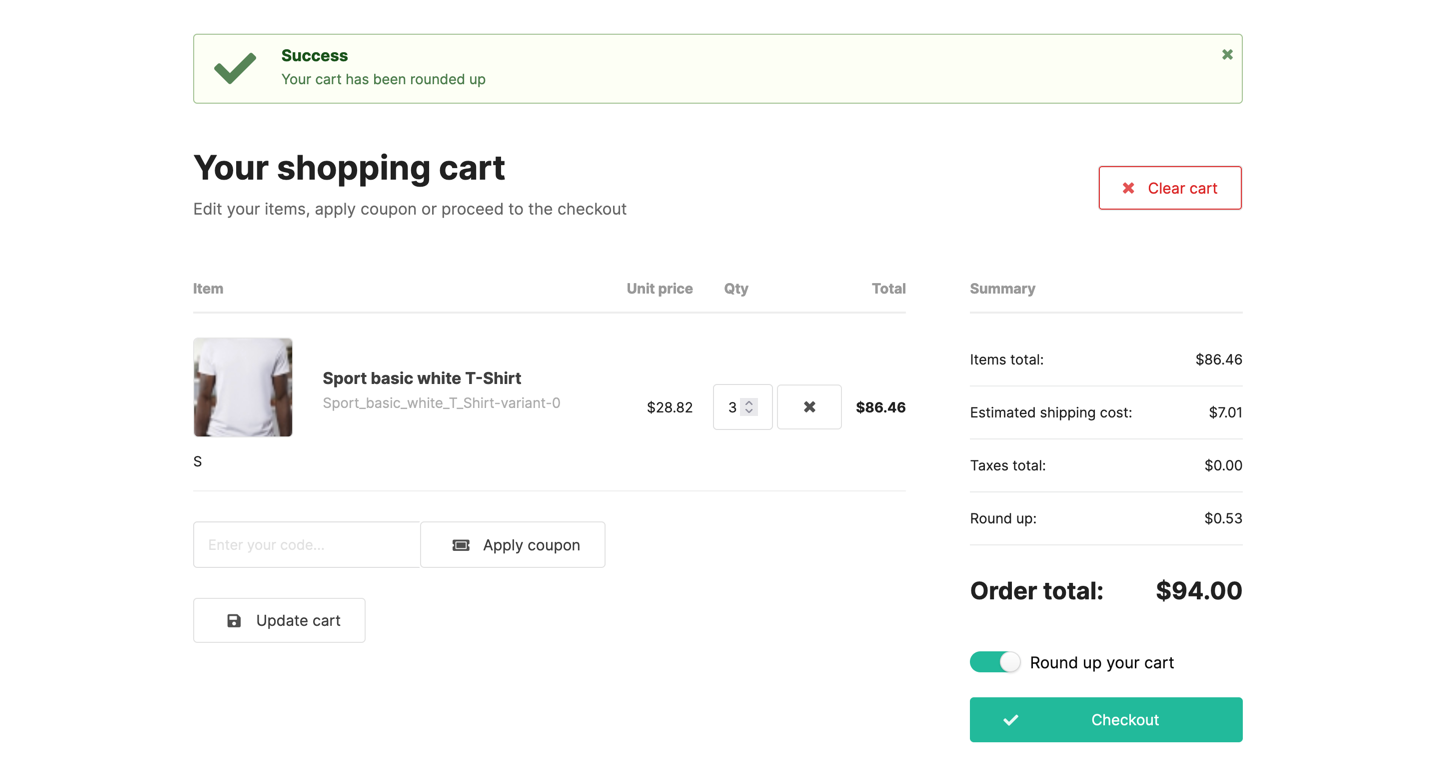 Success
Your cart has been rounded up
Your shopping cart
Edit your items, apply coupon or proceed to the checkout
Clear cart
Item Unit price Qty Total
Sport basic white T-Shirt
Sport_basic_white_T_Shirt-variant-0
$28.82 3 $86.46
S
Enter your code...
Apply coupon
Update cart
Summary
Items total: $86.46
Estimated shipping cost: $7.01
Taxes total: $0.00
Round up: $0.53
Order total: $94.00
Round up your cart
Checkout